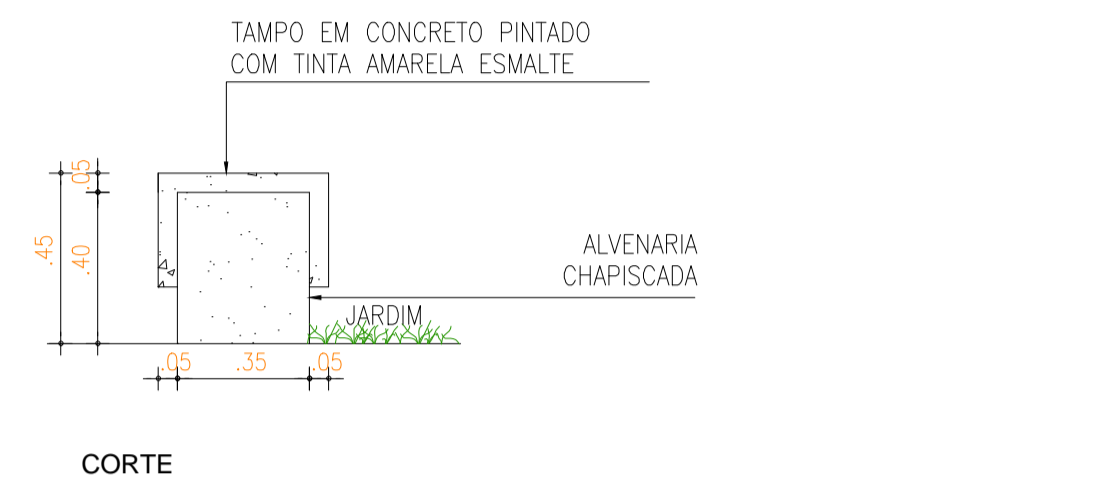 TAMPO EM CONCRETO PINTADO
COM TINTA AMARELA ESMALTE
.05
.45
.40
ALVENARIA
CHAPISCADA
JARDIM
.05 .35 .05
CORTE